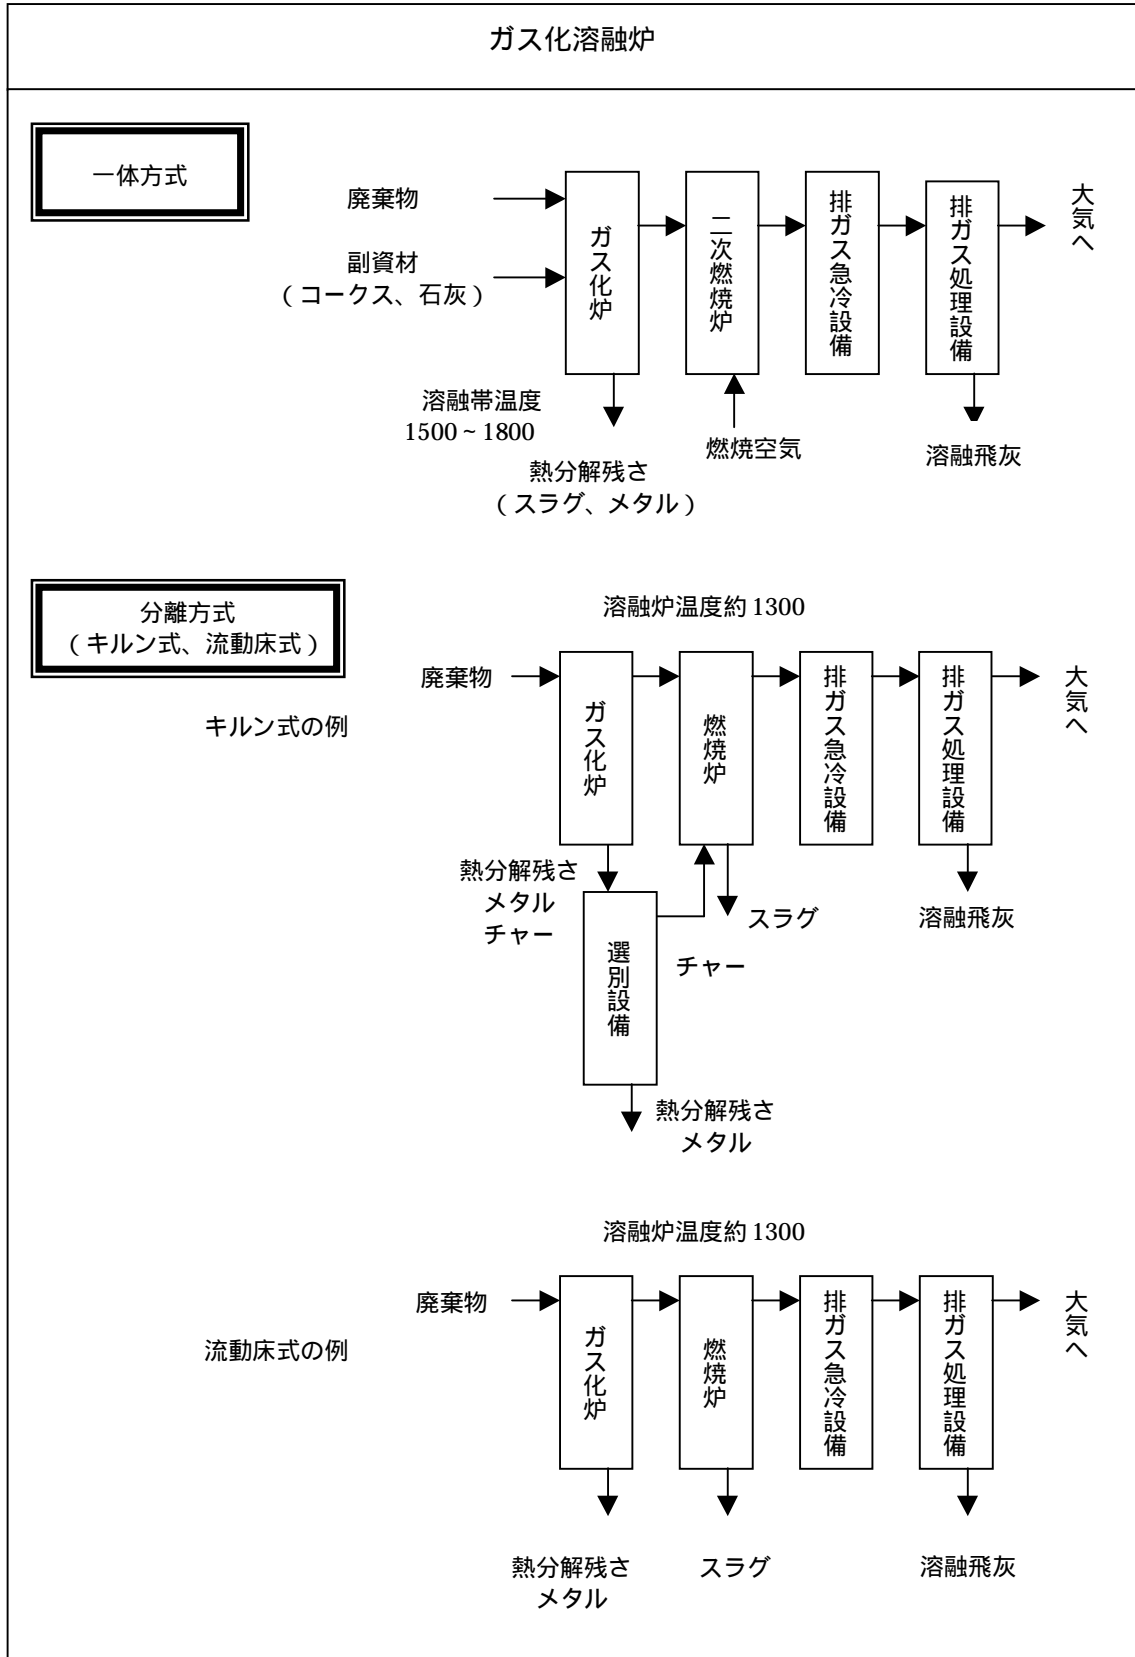 ガス化溶融炉
一体方式
廃棄物
副資材
(コークス、石灰)
ガス化炉
二次燃焼炉
排ガス急冷設備
排ガス処理設備
大気へ
溶融帯温度
1500~1800
熱分解残さ
(スラグ、メタル)
燃焼空気
溶融飛灰
分離方式
(キルン式、流動床式)
溶融炉温度約1300
キルン式の例
廃棄物
ガス化炉
燃焼炉
排ガス急冷設備
排ガス処理設備
大気へ
熱分解残さ
メタル
チャー
選別設備
チャー
スラグ
溶融飛灰
熱分解残さ
メタル
溶融炉温度約1300
流動床式の例
廃棄物
ガス化炉
燃焼炉
排ガス急冷設備
排ガス処理設備
大気へ
熱分解残さ
メタル
スラグ
溶融飛灰